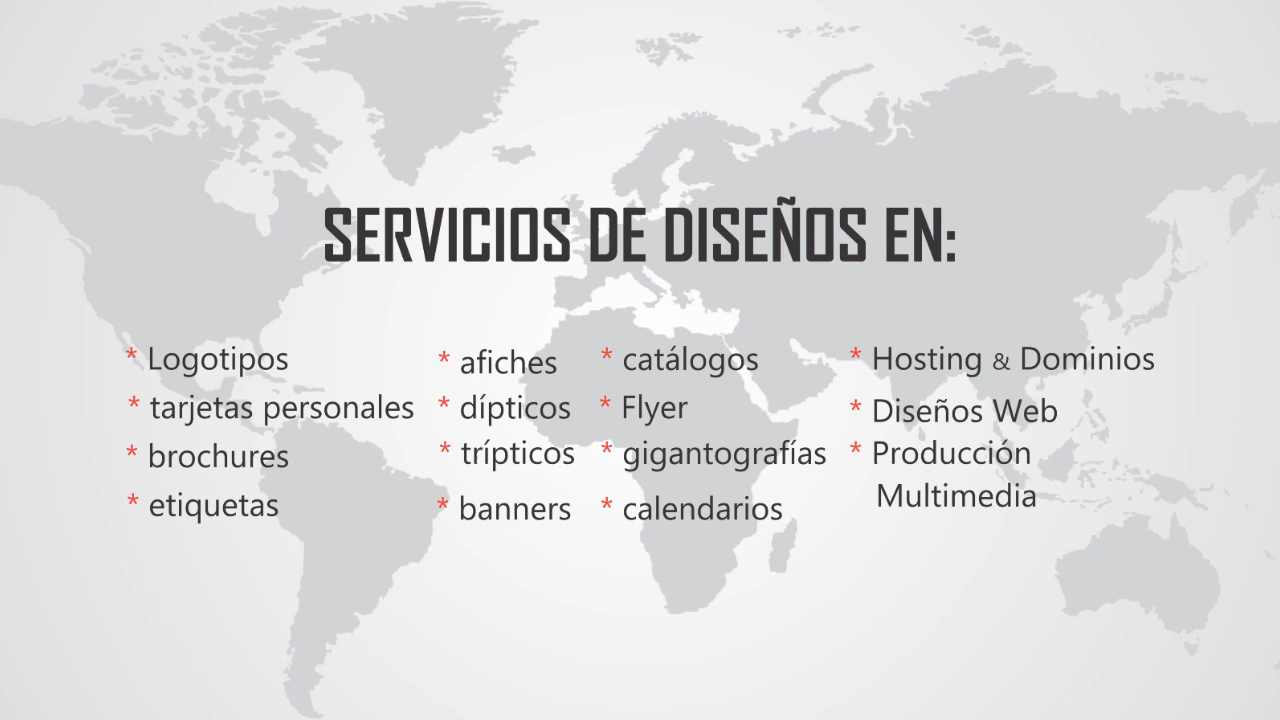 SERVICIOS DE DISEÑOS EN:
* Logotipos
* tarjetas personales
* brochures
* etiquetas
* afiches
* dípticos
* trípticos
* banners
* catálogos
* Flyer
* gigantografías
* calendarios
* Hosting & Dominios
* Diseños Web
* Producción
Multimedia